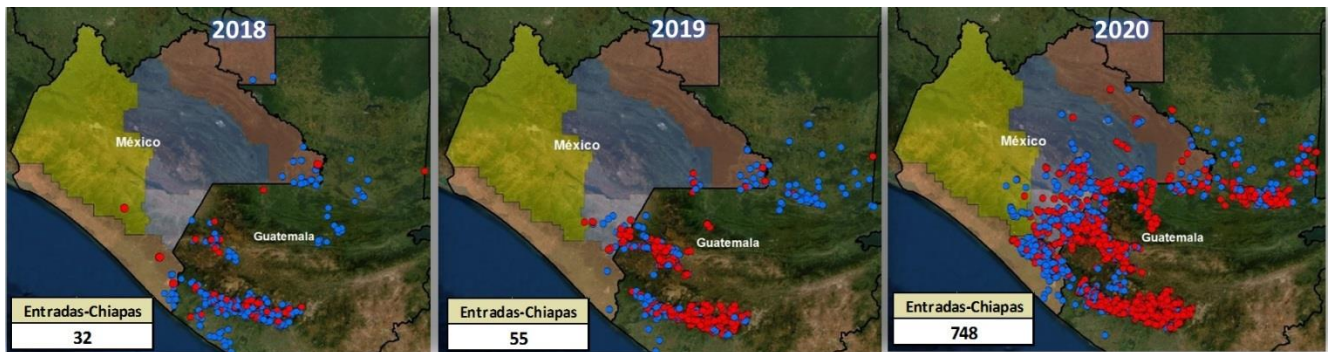 2018
México
Guatemala
Entradas-Chiapas
32
2019
México
Guatemala
Entradas-Chiapas
55
2020
México
Guatemala
Entradas-Chiapas
748